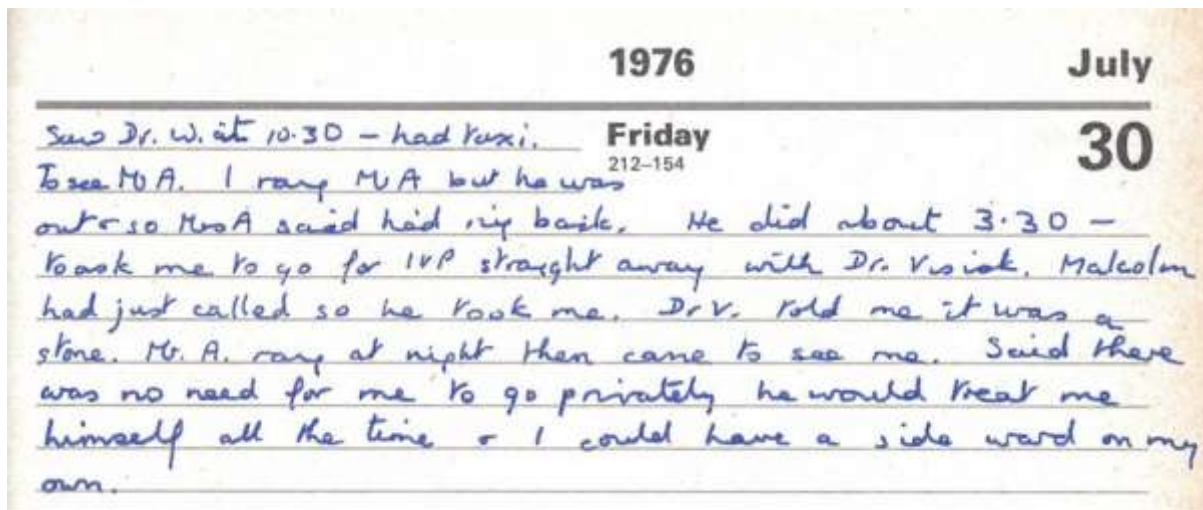 1976 July
Friday 30
212–154
Saw Dr. W. at 10.30 – had taxi.
To see Mr A. I rang Mr A but he was
out & so Mrs A said he'd ring back. He did about 3.30 –
to ask me to go for IVP straight away with Dr. Visick. Malcolm
had just called so he took me. Dr V. told me it was a
stone. Mr. A. rang at night then came to see me. Said there
was no need for me to go privately he would treat me
himself all the time & I could have a side ward on my
own.